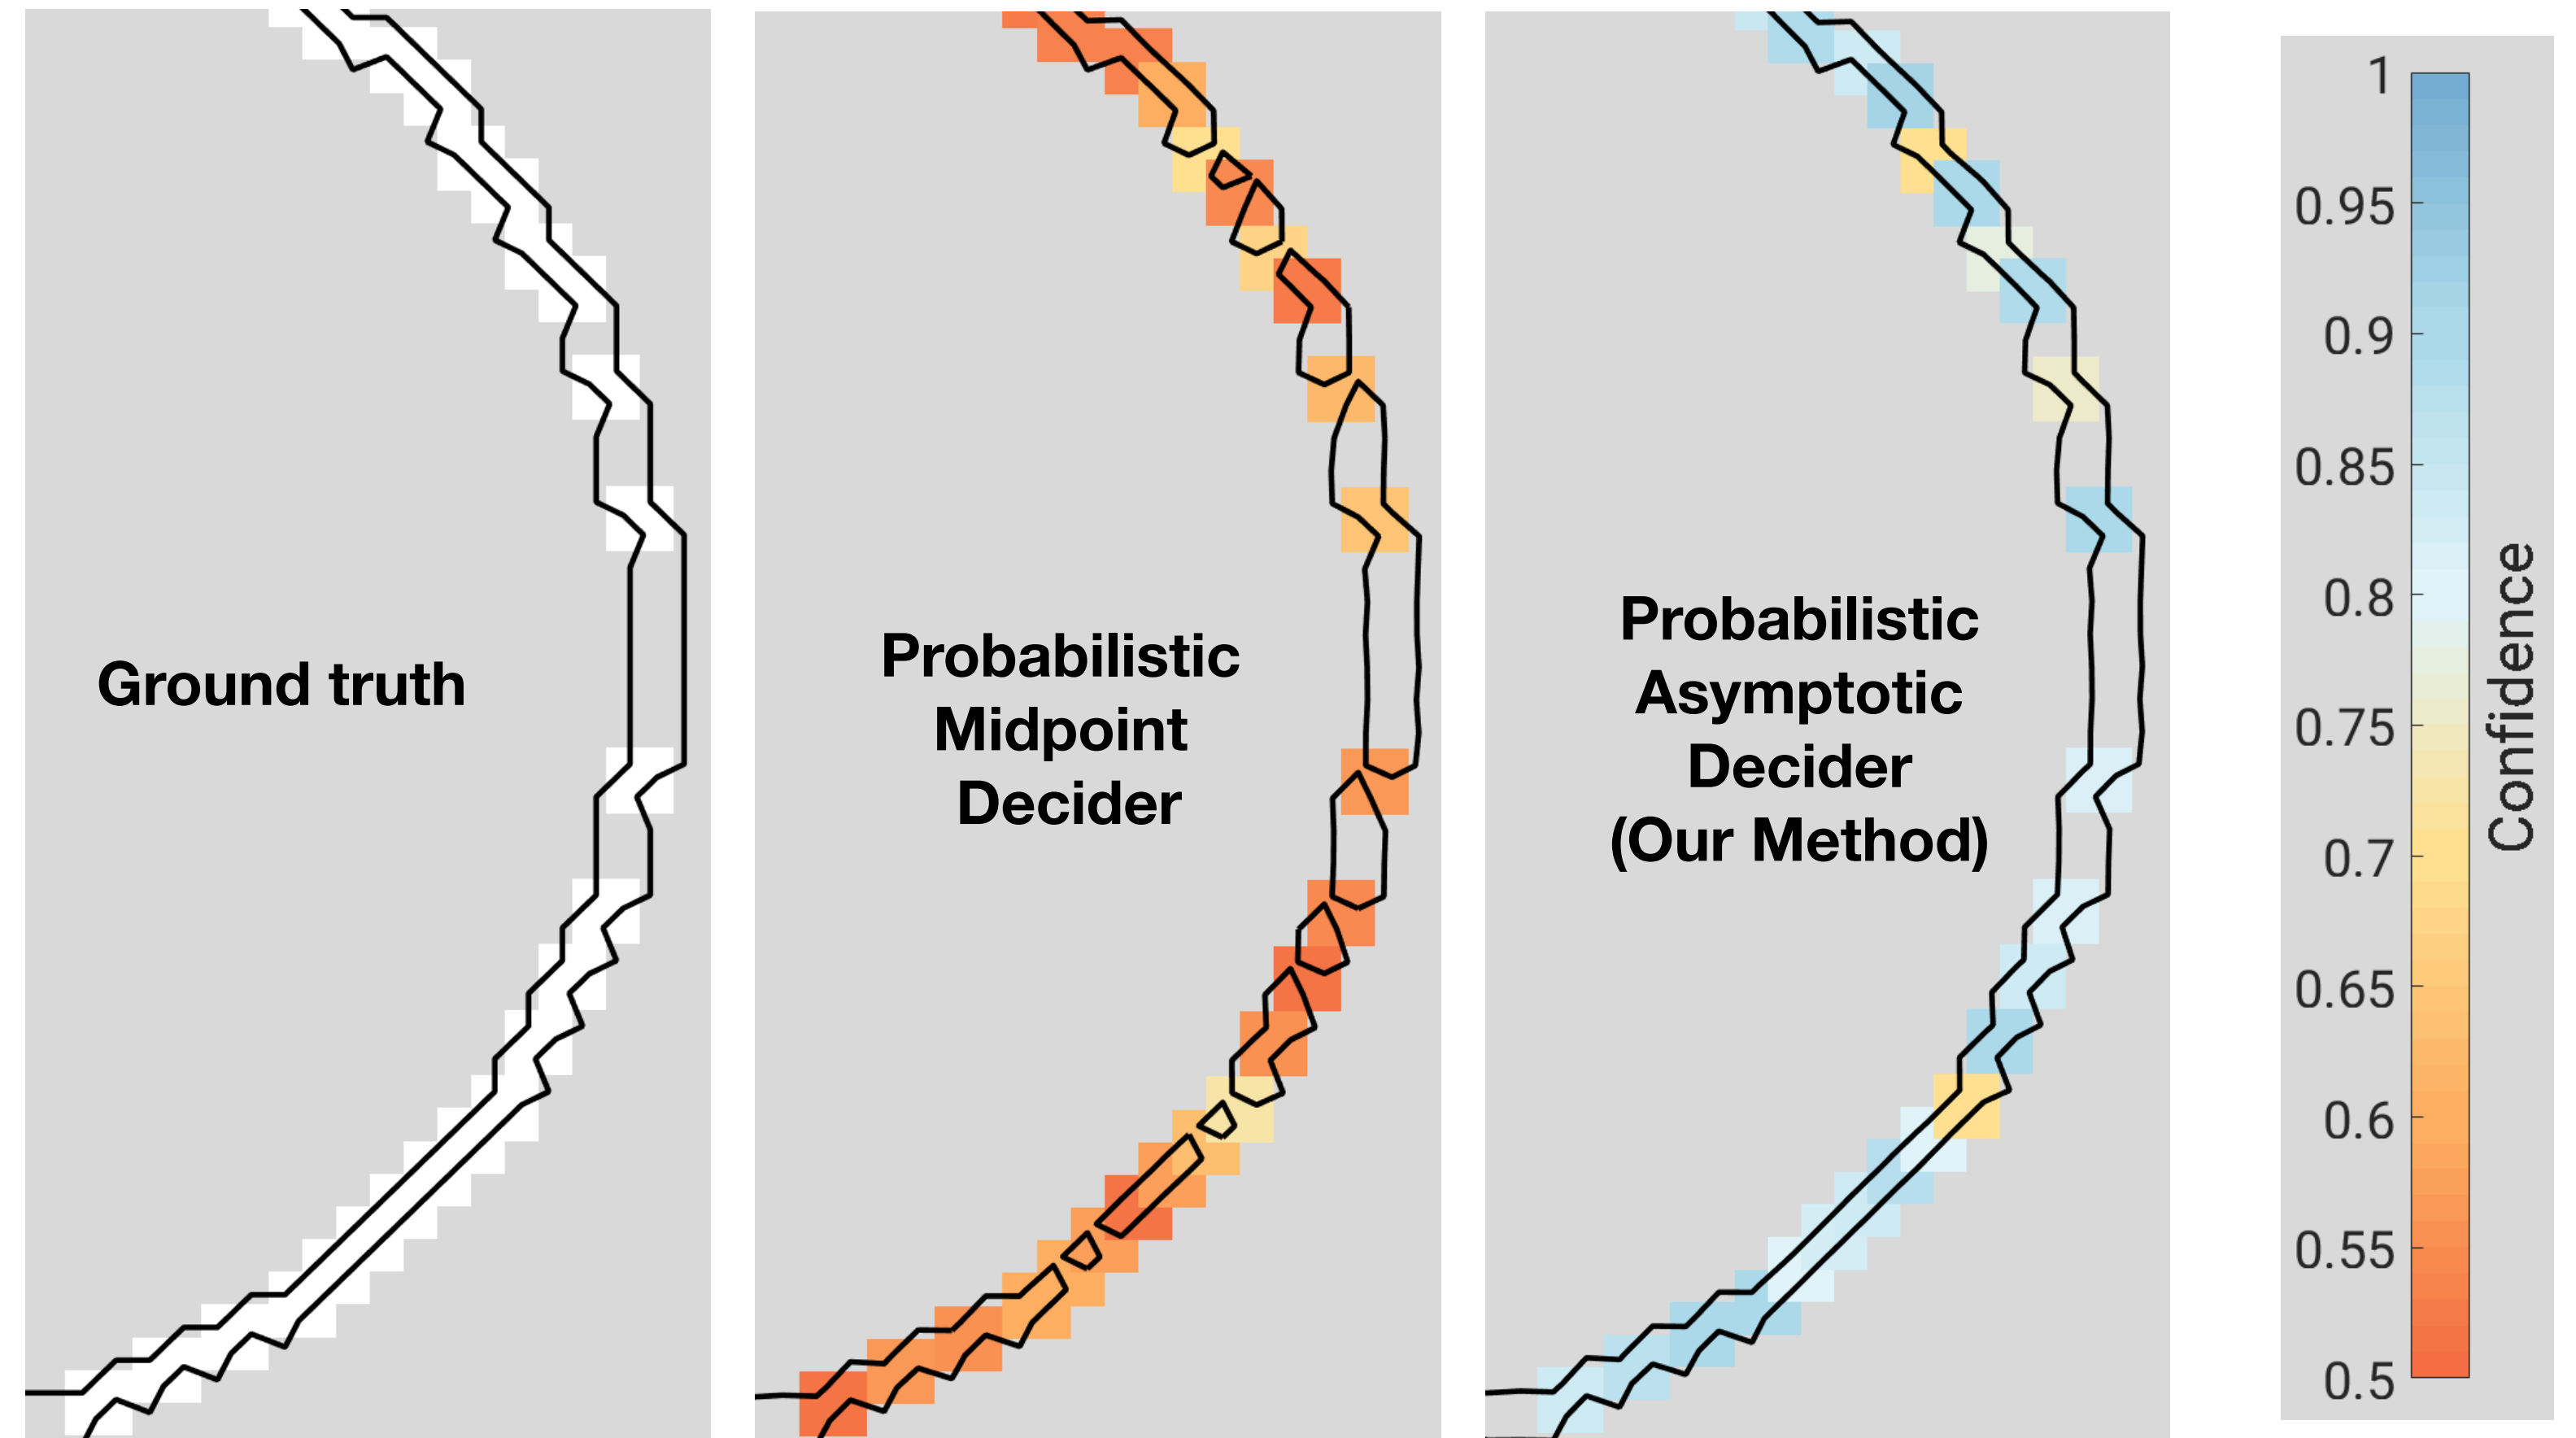 Ground truth
Probabilistic
Midpoint
Decider
Probabilistic
Asymptotic
Decider
(Our Method)
1
0.95
0.9
0.85
0.8
0.75
0.7
0.65
0.6
0.55
0.5
Confidence